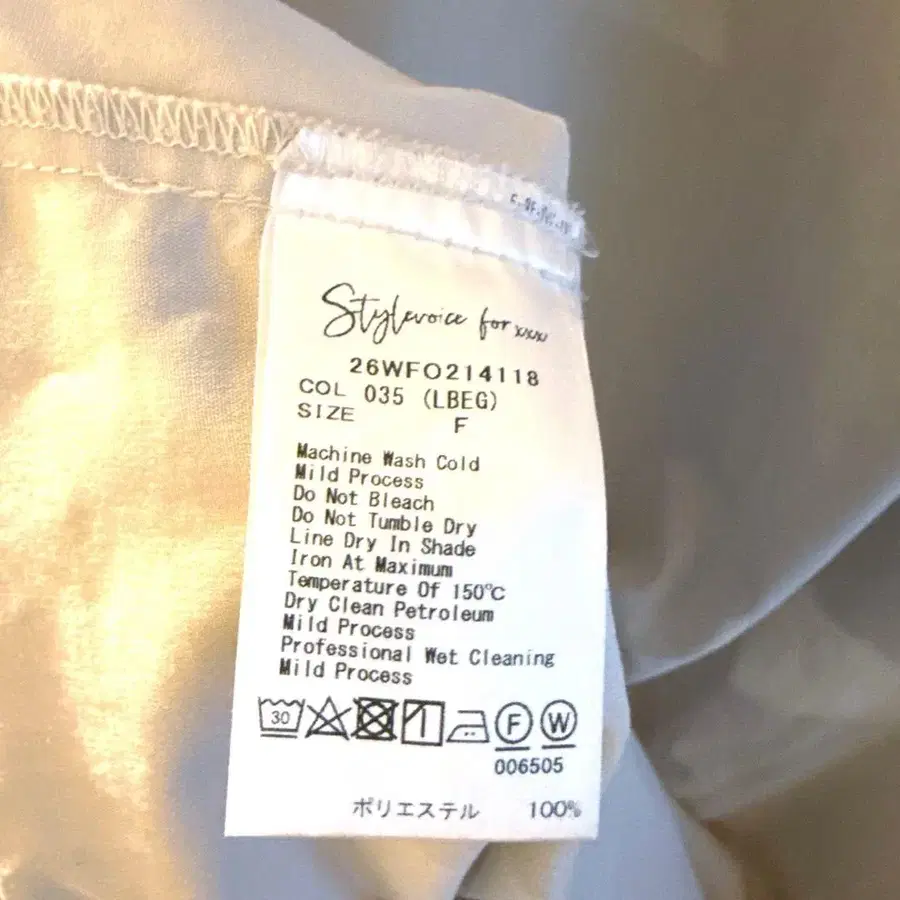 Stylevoice for xxx
26WFO214118
COL 035 (LBEG)
SIZE F
Machine Wash Cold
Mild Process
Do Not Bleach
Do Not Tumble Dry
Line Dry In Shade
Iron At Maximum
Temperature Of 150℃
Dry Clean Petroleum
Mild Process
Professional Wet Cleaning
Mild Process
30 F W
006505
ポリエステル 100%